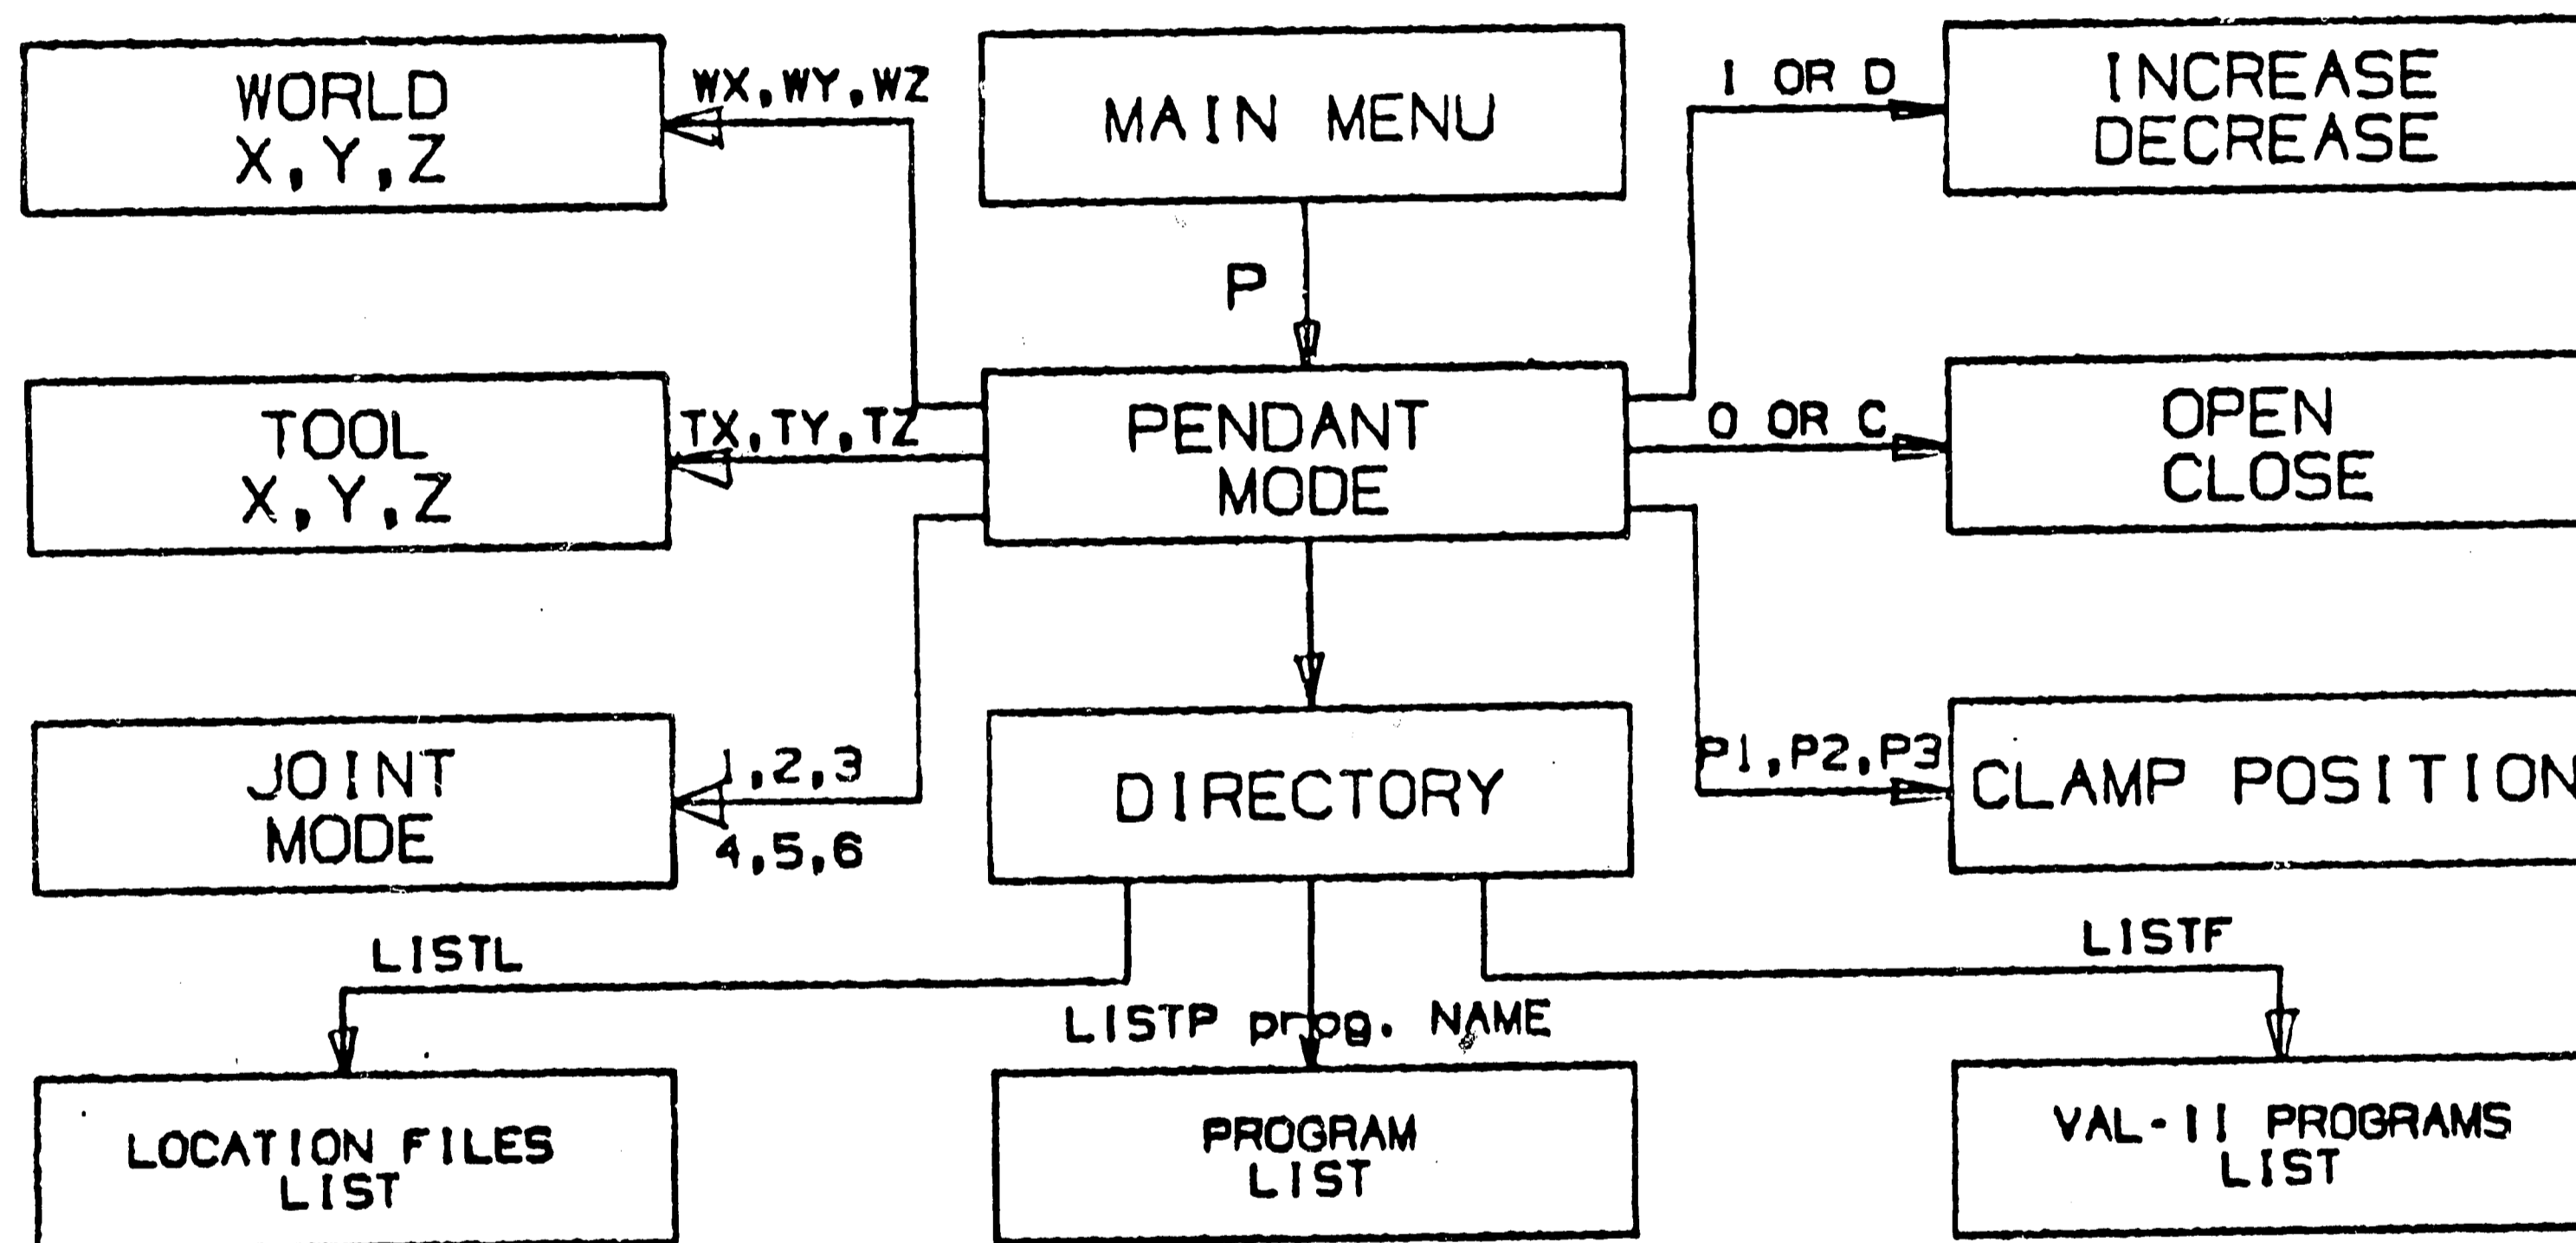 WORLD
X,Y,Z
WX,WY,WZ
MAIN MENU
I OR D
INCREASE
DECREASE
P
TOOL
X,Y,Z
TX,TY,TZ
PENDANT
MODE
O OR C
OPEN
CLOSE
JOINT
MODE
1,2,3
4,5,6
DIRECTORY
P1,P2,P3
CLAMP POSITION
LISTL
LISTP prog. NAME
LISTF
LOCATION FILES
LIST
PROGRAM
LIST
VAL-II PROGRAMS
LIST